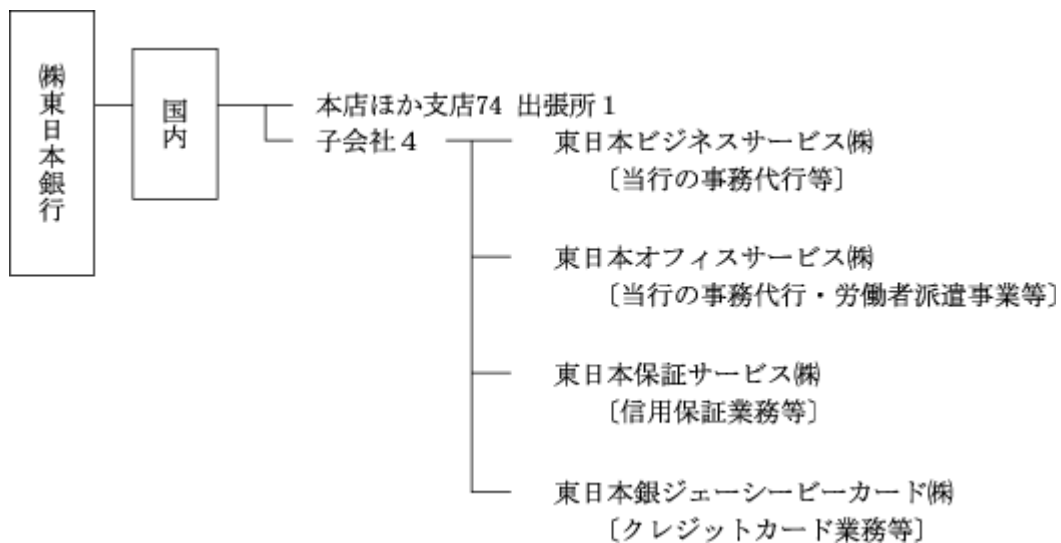 ㈱東日本銀行
国内
本店ほか支店74 出張所1
子会社4
東日本ビジネスサービス㈱
〔当行の事務代行等〕
東日本オフィスサービス㈱
〔当行の事務代行・労働者派遣事業等〕
東日本保証サービス㈱
〔信用保証業務等〕
東日本銀ジェーシービーカード㈱
〔クレジットカード業務等〕